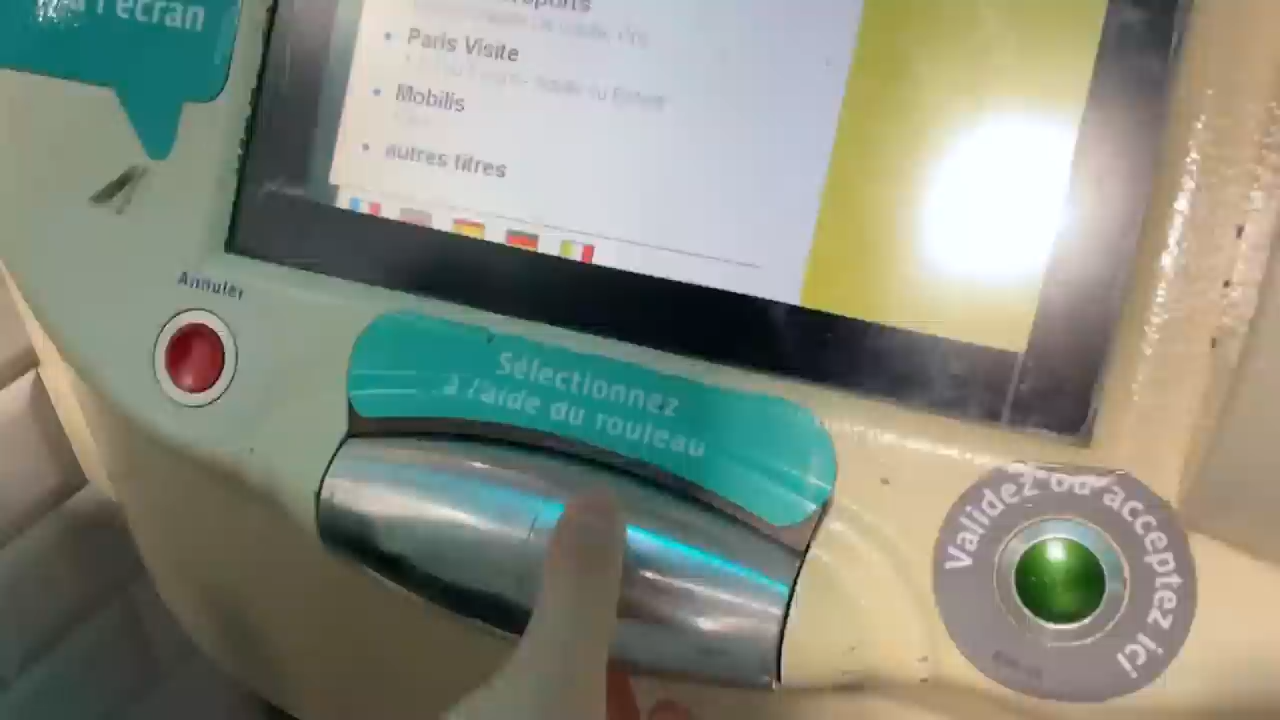 à l'écran
Paris Visite
Mobilis
autres titres
Annuler
Sélectionnez
à l'aide du rouleau
Validez ou acceptez ici